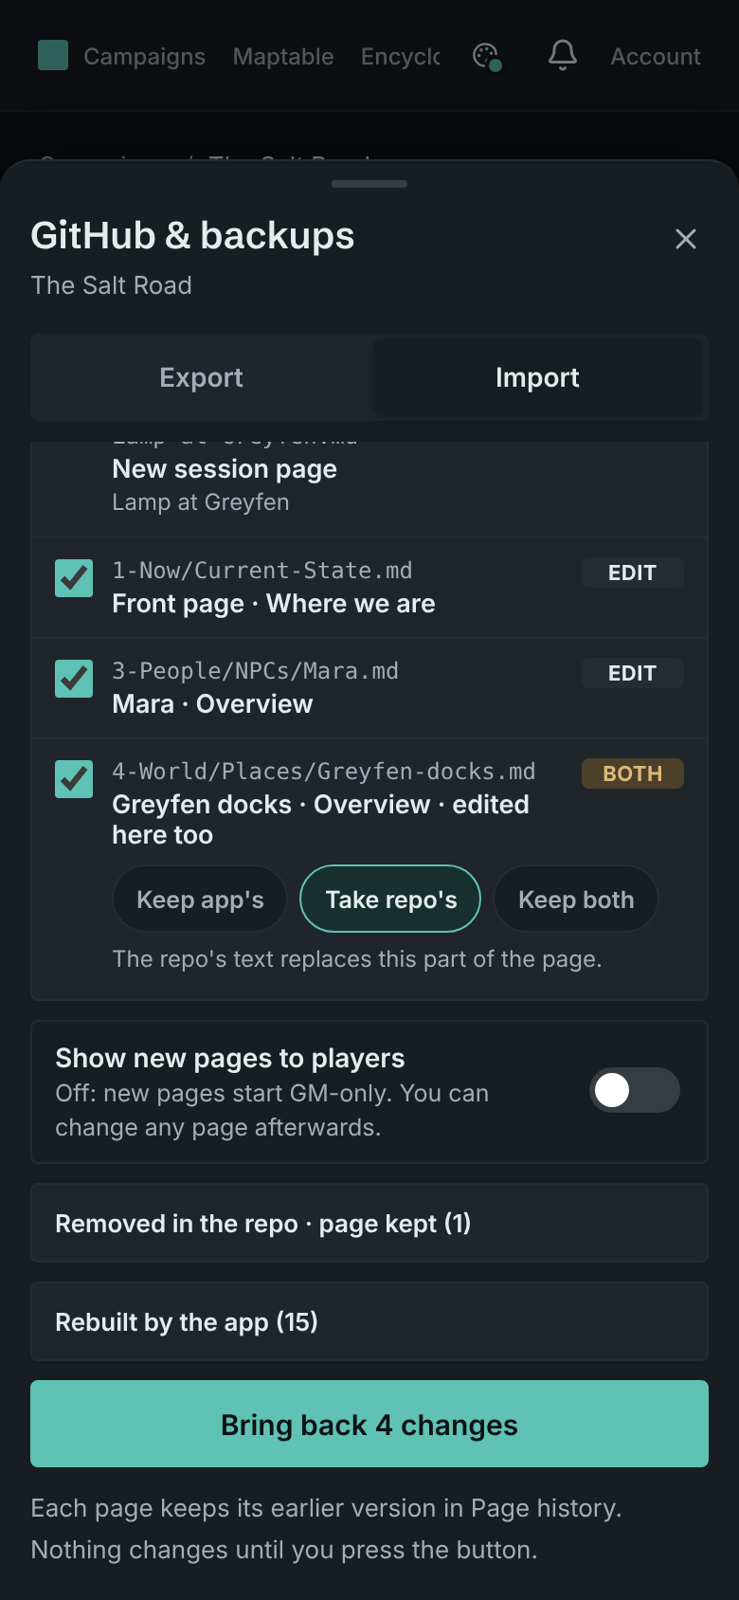 Campaigns Maptable Encyclo Account
The Salt Road
GitHub & backups
The Salt Road
Export Import
New session page
Lamp at Greyfen
1-Now/Current-State.md EDIT
Front page · Where we are
3-People/NPCs/Mara.md EDIT
Mara · Overview
4-World/Places/Greyfen-docks.md BOTH
Greyfen docks · Overview · edited
here too
Keep app's Take repo's Keep both
The repo's text replaces this part of the page.
Show new pages to players
Off: new pages start GM-only. You can
change any page afterwards.
Removed in the repo · page kept (1)
Rebuilt by the app (15)
Bring back 4 changes
Each page keeps its earlier version in Page history.
Nothing changes until you press the button.